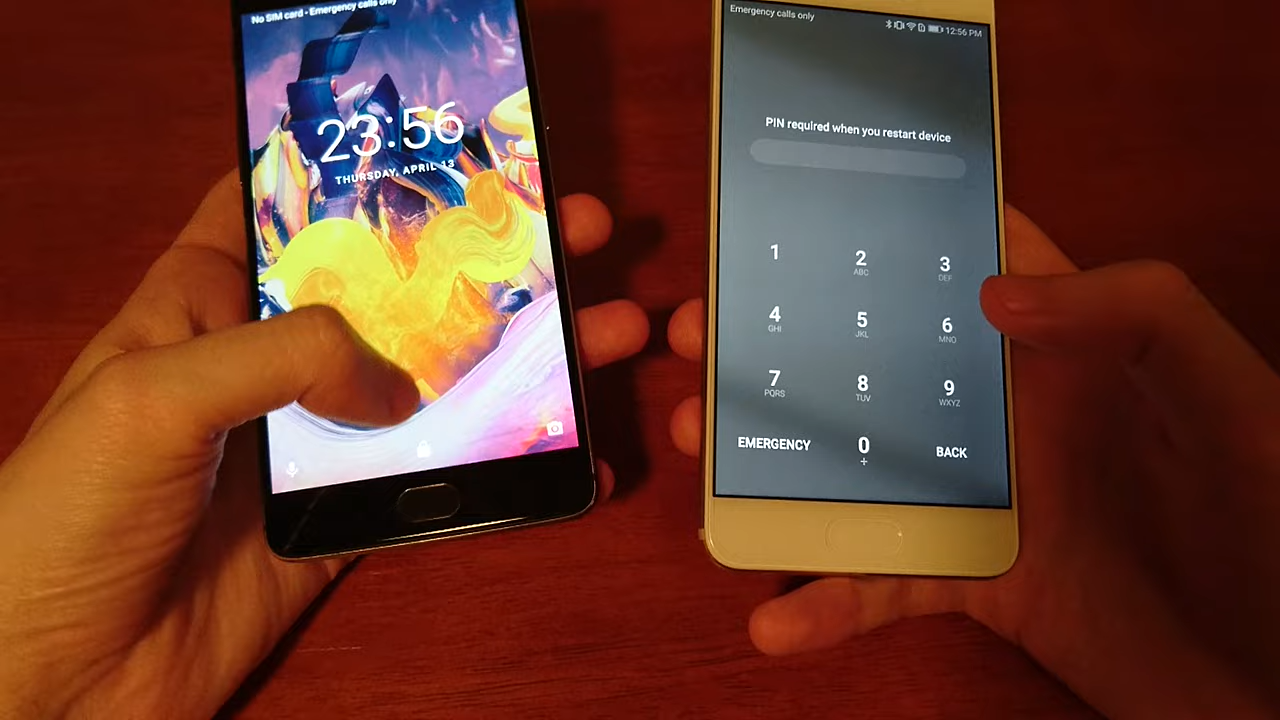 No SIM card • Emergency calls only
23:56
THURSDAY, APRIL 13
Emergency calls only
12:56 PM
PIN required when you restart device
1
2
ABC
3
DEF
4
GHI
5
JKL
6
MNO
7
PQRS
8
TUV
9
WXYZ
EMERGENCY
0
+
BACK